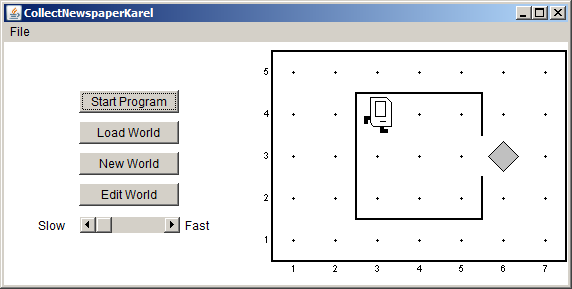 CollectNewspaperKarel
File
Start Program
Load World
New World
Edit World
Slow Fast
5
4
3
2
1
1 2 3 4 5 6 7